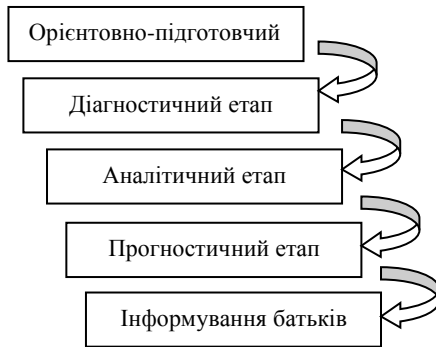 Орієнтовно-підготовчий
Діагностичний етап
Аналітичний етап
Прогностичний етап
Інформування батьків